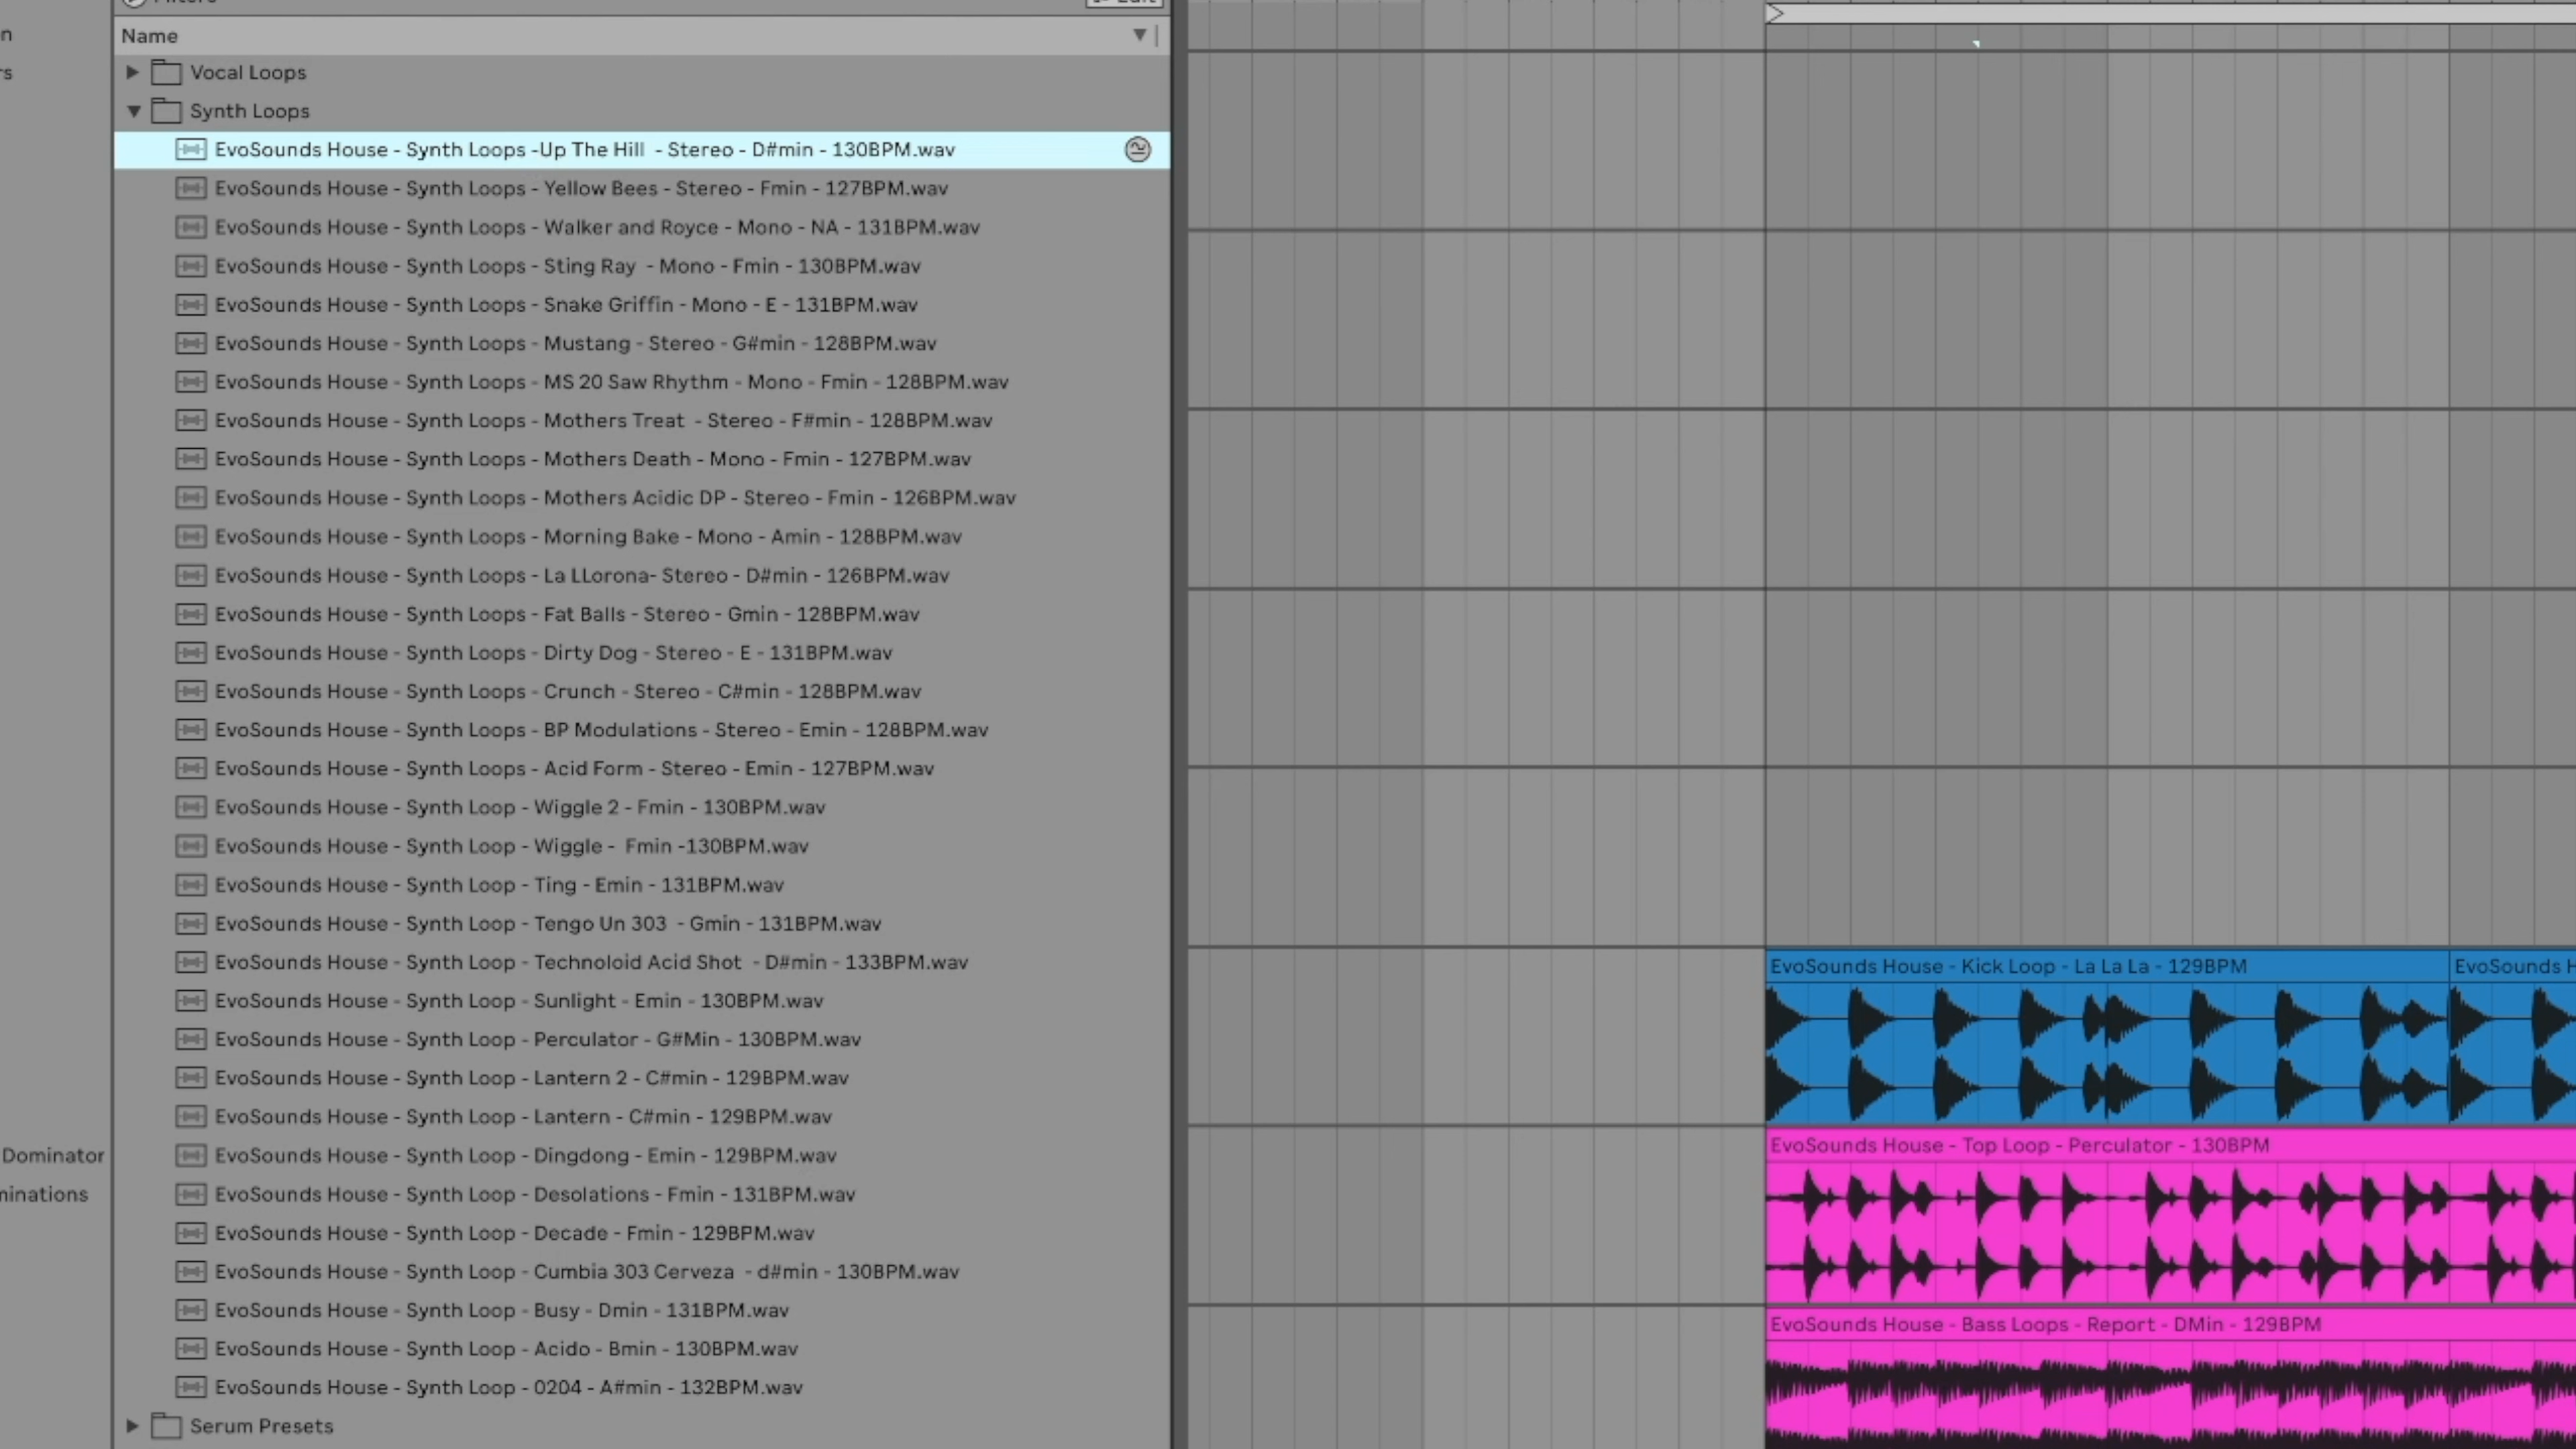 Name
Vocal Loops
Synth Loops
EvoSounds House - Synth Loops -Up The Hill  - Stereo - D#min - 130BPM.wav
EvoSounds House - Synth Loops - Yellow Bees - Stereo - Fmin - 127BPM.wav
EvoSounds House - Synth Loops - Walker and Royce - Mono - NA - 131BPM.wav
EvoSounds House - Synth Loops - Sting Ray  - Mono - Fmin - 130BPM.wav
EvoSounds House - Synth Loops - Snake Griffin - Mono - E - 131BPM.wav
EvoSounds House - Synth Loops - Mustang - Stereo - G#min - 128BPM.wav
EvoSounds House - Synth Loops - MS 20 Saw Rhythm - Mono - Fmin - 128BPM.wav
EvoSounds House - Synth Loops - Mothers Treat  - Stereo - F#min - 128BPM.wav
EvoSounds House - Synth Loops - Mothers Death - Mono - Fmin - 127BPM.wav
EvoSounds House - Synth Loops - Mothers Acidic DP - Stereo - Fmin - 126BPM.wav
EvoSounds House - Synth Loops - Morning Bake - Mono - Amin - 128BPM.wav
EvoSounds House - Synth Loops - La LLorona- Stereo - D#min - 126BPM.wav
EvoSounds House - Synth Loops - Fat Balls - Stereo - Gmin - 128BPM.wav
EvoSounds House - Synth Loops - Dirty Dog - Stereo - E - 131BPM.wav
EvoSounds House - Synth Loops - Crunch - Stereo - C#min - 128BPM.wav
EvoSounds House - Synth Loops - BP Modulations - Stereo - Emin - 128BPM.wav
EvoSounds House - Synth Loops - Acid Form - Stereo - Emin - 127BPM.wav
EvoSounds House - Synth Loop - Wiggle 2 - Fmin - 130BPM.wav
EvoSounds House - Synth Loop - Wiggle -  Fmin -130BPM.wav
EvoSounds House - Synth Loop - Ting - Emin - 131BPM.wav
EvoSounds House - Synth Loop - Tengo Un 303  - Gmin - 131BPM.wav
EvoSounds House - Synth Loop - Technoloid Acid Shot  - D#min - 133BPM.wav
EvoSounds House - Synth Loop - Sunlight - Emin - 130BPM.wav
EvoSounds House - Synth Loop - Perculator - G#Min - 130BPM.wav
EvoSounds House - Synth Loop - Lantern 2 - C#min - 129BPM.wav
EvoSounds House - Synth Loop - Lantern - C#min - 129BPM.wav
EvoSounds House - Synth Loop - Dingdong - Emin - 129BPM.wav
EvoSounds House - Synth Loop - Desolations - Fmin - 131BPM.wav
EvoSounds House - Synth Loop - Decade - Fmin - 129BPM.wav
EvoSounds House - Synth Loop - Cumbia 303 Cerveza  - d#min - 130BPM.wav
EvoSounds House - Synth Loop - Busy - Dmin - 131BPM.wav
EvoSounds House - Synth Loop - Acido - Bmin - 130BPM.wav
EvoSounds House - Synth Loop - 0204 - A#min - 132BPM.wav
Serum Presets
Dominator
minations
EvoSounds House - Kick Loop - La La La - 129BPM
EvoSounds H
EvoSounds House - Top Loop - Perculator - 130BPM
EvoSounds House - Bass Loops - Report - DMin - 129BPM